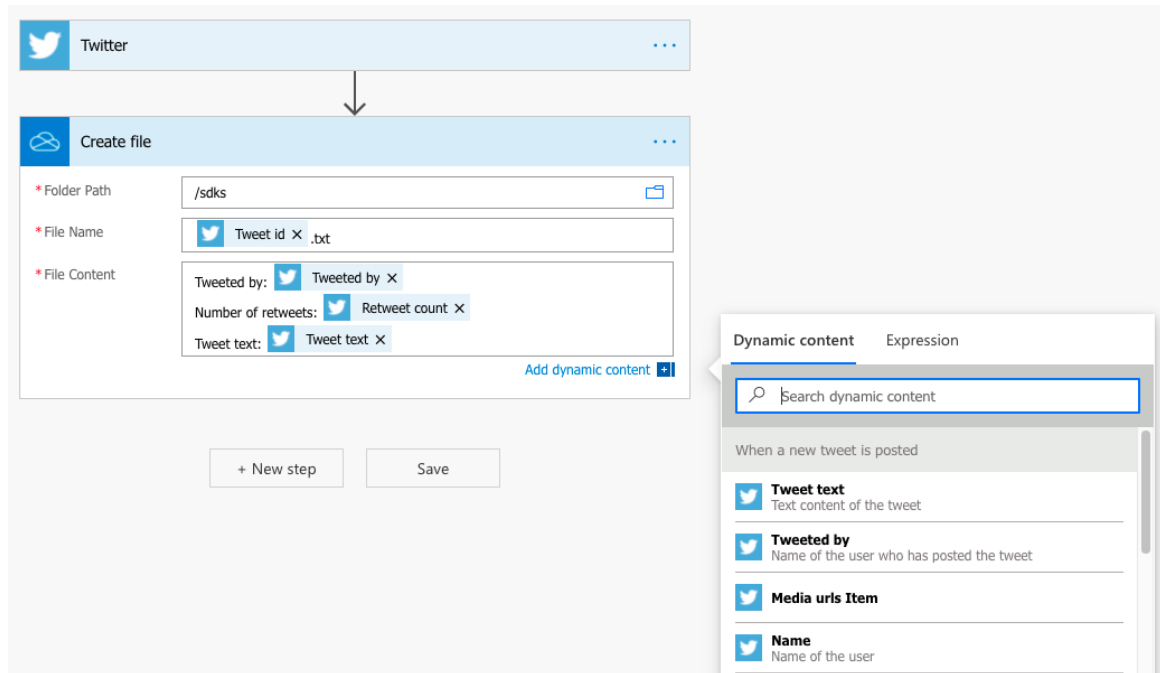 Twitter
Create file
* Folder Path
/sdks
* File Name
Tweet id × .txt
* File Content
Tweeted by: Tweeted by ×
Number of retweets: Retweet count ×
Tweet text: Tweet text ×
Add dynamic content +
+ New step
Save
Dynamic content
Expression
Search dynamic content
When a new tweet is posted
Tweet text
Text content of the tweet
Tweeted by
Name of the user who has posted the tweet
Media urls Item
Name
Name of the user